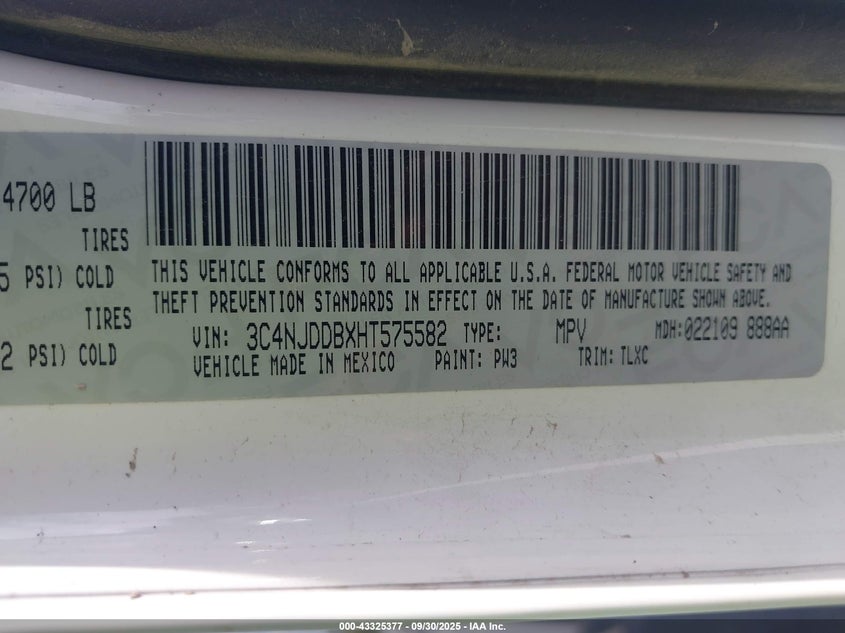 4700 LB
TIRES
5 PSI) COLD
TIRES
2 PSI) COLD
THIS VEHICLE CONFORMS TO ALL APPLICABLE U.S.A. FEDERAL MOTOR VEHICLE SAFETY AND
THEFT PREVENTION STANDARDS IN EFFECT ON THE DATE OF MANUFACTURE SHOWN ABOVE.
VIN: 3C4NJDDBXHT575582 TYPE: MPV MDH:022109 888AA
VEHICLE MADE IN MEXICO PAINT: PW3 TRIM: TLXC
000-43325377 - 09/30/2025 - IAA Inc.